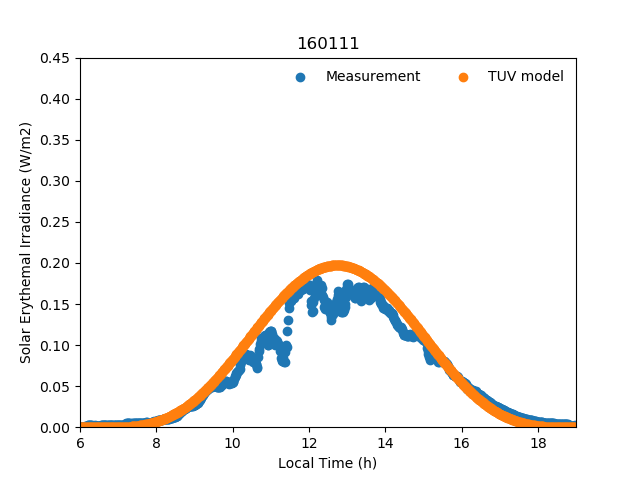 160111
Measurement
TUV model
Solar Erythemal Irradiance (W/m2)
0.45
0.40
0.35
0.30
0.25
0.20
0.15
0.10
0.05
0.00
6 8 10 12 14 16 18
Local Time (h)